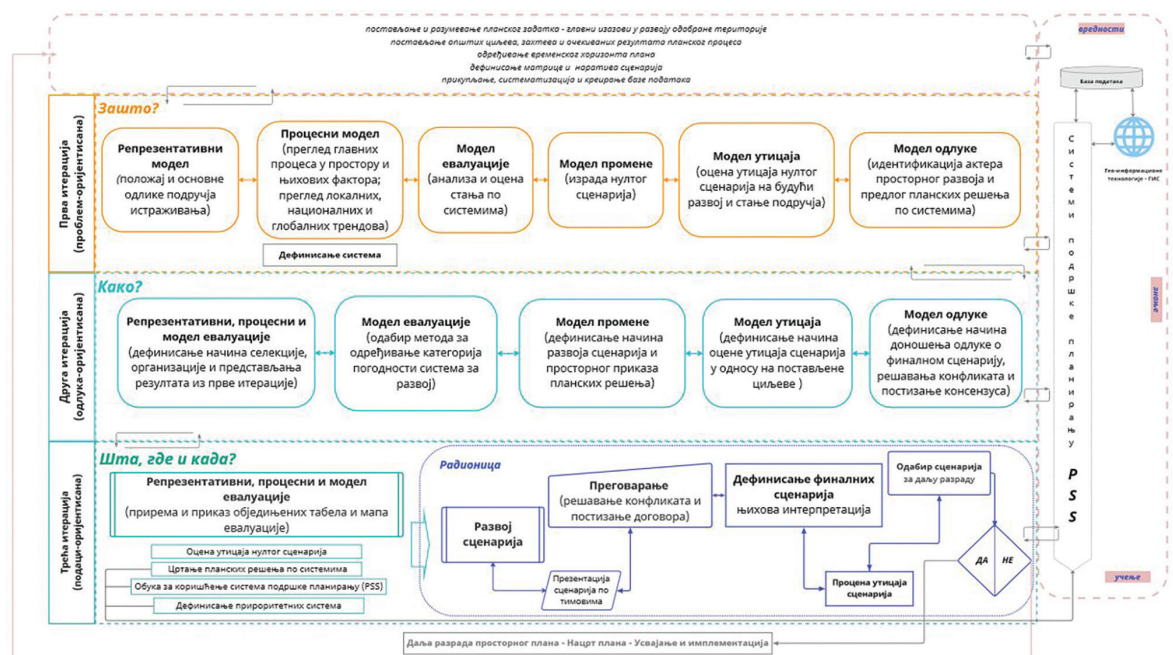 постављање и разумевање планског задатка - главни изазови у развоју одабране територије
постављање општих циљева, захтева и очекиваних резултата планског процеса
одређивање временског хоризонта плана
дефинисање матрице и наратива сценарија
прикупљање, систематизација и креирање базе података
вредности
База података
Гео-информационе
технологије - ГИС
Системи подршке планирању
PSS
знање
учење
Прва итерација
(проблем-оријентисана)
Зашто?
Репрезентативни
модел
(положај и основне
одлике подручја
истраживања)
Процесни модел
(преглед главних
процеса у простору и
њихових фактора;
преглед локалних,
националних и
глобалних трендова)
Дефинисање система
Модел
евалуације
(анализа и оцена
стања по
системима)
Модел промене
(израда нултог
сценарија)
Модел утицаја
(оцена утицаја нултог
сценарија на будући
развој и стање подручја)
Модел одлуке
(идентификација актера
просторног развоја и
предлог планских решења
по системима)
Друга итерација
(одлука-оријентисана)
Како?
Репрезентативни, процесни и
модел евалуације
(дефинисање начина селекције,
организације и представљања
резултата из прве итерације)
Модел евалуације
(одабир метода за
одређивање категорија
погодности система за
развој)
Модел промене
(дефинисање начина
развоја сценарија и
просторног приказа
планских решења)
Модел утицаја
(дефинисање начина
оцене утицаја сценарија
у односу на постављене
циљеве )
Модел одлуке
(дефинисање начина
доношења одлуке о
финалном сценарију,
решавања конфликата и
постизање консензуса)
Трећа итерација
(подаци-оријентисана)
Шта, где и када?
Репрезентативни, процесни и модел
евалуације
(прирема и приказ обједињених табела и мапа
евалуације)
Оцена утицаја нултог сценарија
Цртање планских решења по системима
Обука за коришћење система подршке планирању (PSS)
Дефинисање прироритетних система
Радионица
Развој
сценарија
Презентација
сценарија по
тимовима
Преговарање
(решавање конфликата и
постизање договора)
Дефинисање финалних
сценарија
њихова интерпретација
Процена утицаја
сценарија
Одабир сценарија
за даљу разраду
ДА
НЕ
Даља разрада просторног плана - Нацрт плана - Усвајање и имплементација